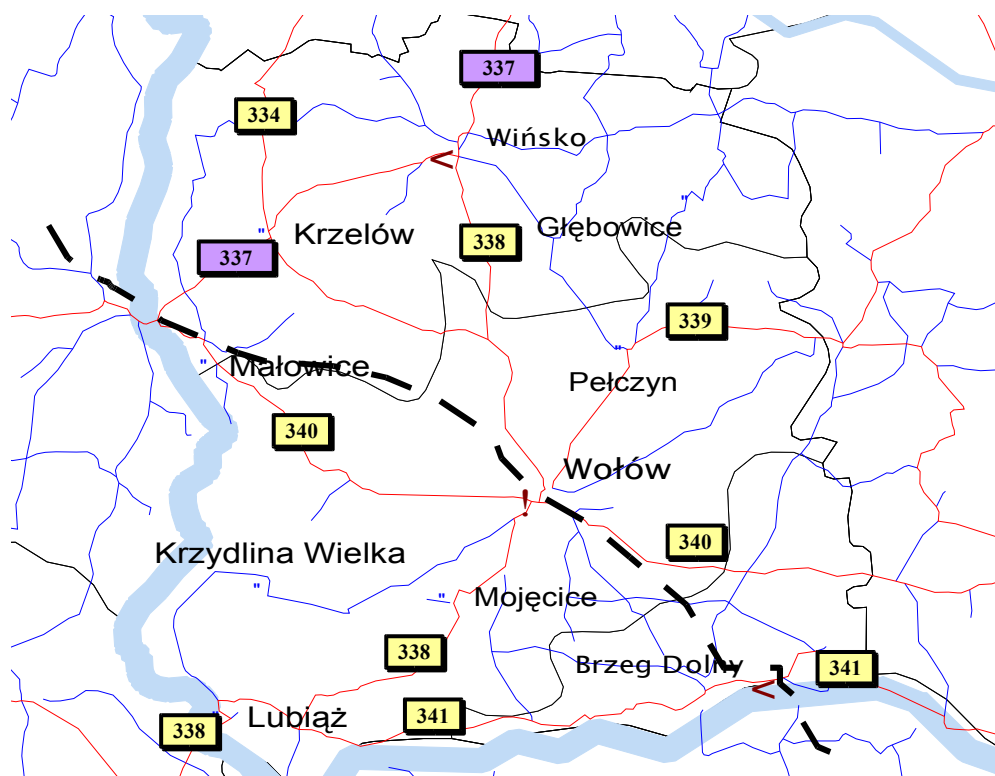 337
334
Wińsko
<
Głębowice
Krzelów
338
337
339
Małowice
Pełczyn
340
Wołów
!
340
Krzydlina Wielka
Mojęcice
338
Brzeg Dolny
341
<
Lubiąż
341
338